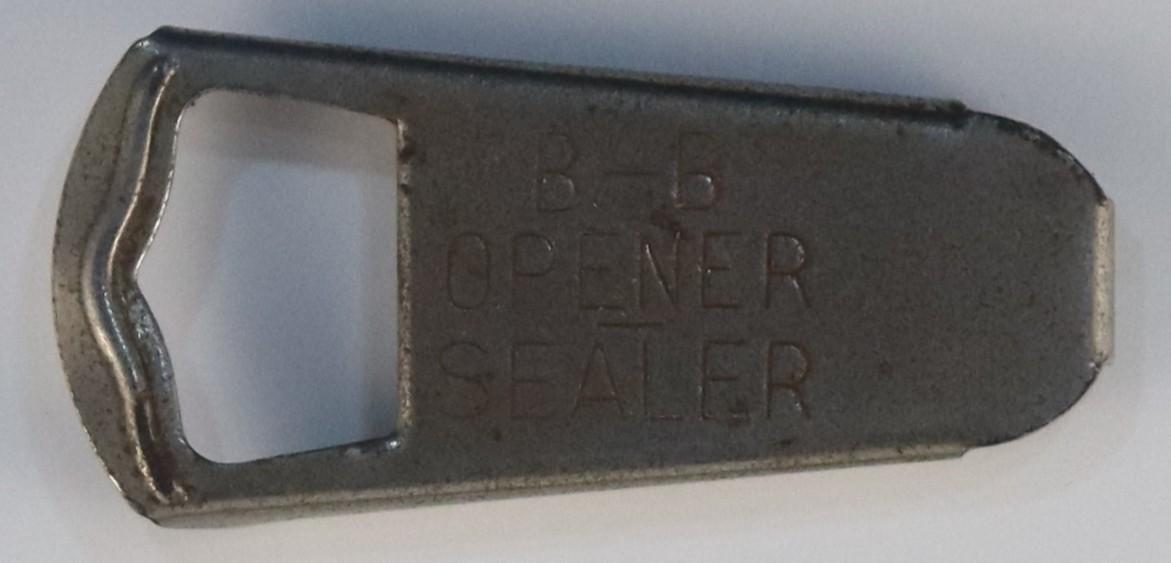 B-B
OPENER
-
SEALER